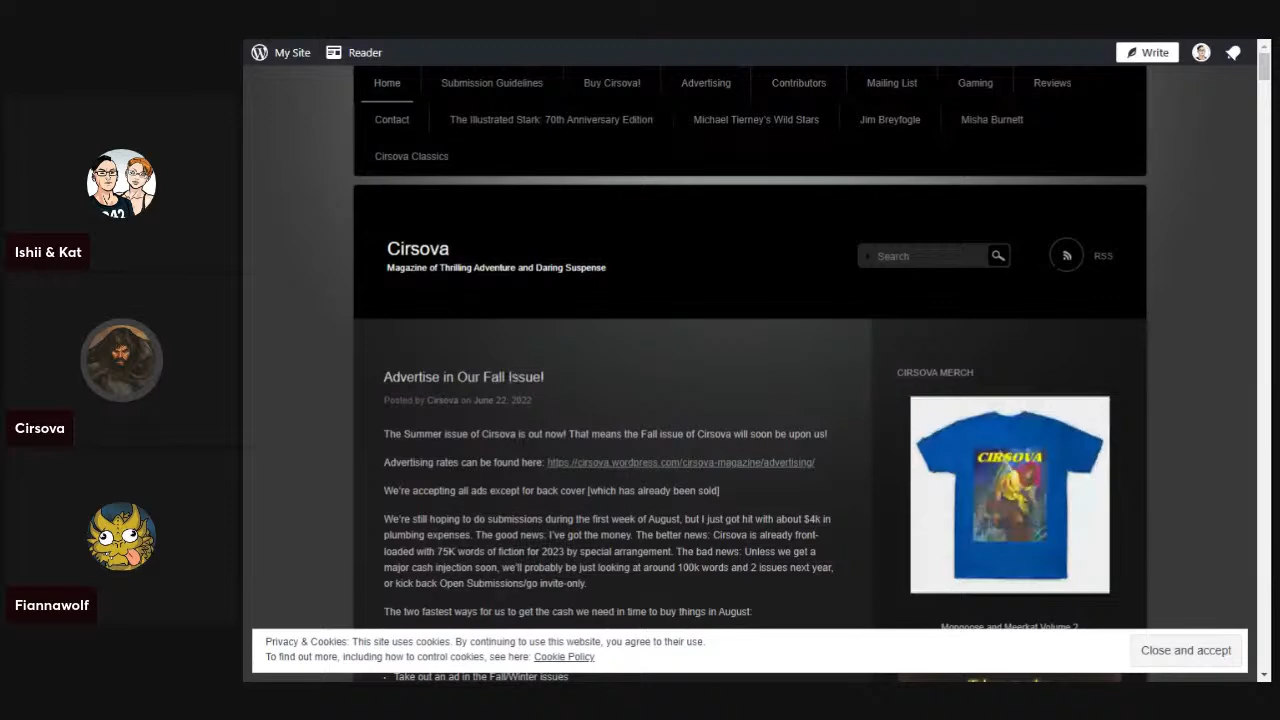 My Site Reader Write
Home Submission Guidelines Buy Cirsova! Advertising Contributors Mailing List Gaming Reviews
Contact The Illustrated Stark: 70th Anniversary Edition Michael Tierney's Wild Stars Jim Breyfogle Misha Burnett
Cirsova Classics
Cirsova
Magazine of Thrilling Adventure and Daring Suspense
Search
RSS
Advertise in Our Fall Issue!
Posted by Cirsova on June 22, 2022
The Summer issue of Cirsova is out now! That means the Fall issue of Cirsova will soon be upon us!
Advertising rates can be found here: https://cirsova.wordpress.com/cirsova-magazine/advertising/
We're accepting all ads except for back cover [which has already been sold]
We're still hoping to do submissions during the first week of August, but I just got hit with about $4k in
plumbing expenses. The good news: I've got the money. The better news: Cirsova is already front-
loaded with 75K words of fiction for 2023 by special arrangement. The bad news: Unless we get a
major cash injection soon, we'll probably be just looking at around 100k words and 2 issues next year,
or kick back Open Submissions/go invite-only.
The two fastest ways for us to get the cash we need in time to buy things in August:
Take out an ad in the Fall/Winter issues
CIRSOVA MERCH
CIRSOVA
Mongoose and Meerkat Volume 2
Privacy & Cookies: This site uses cookies. By continuing to use this website, you agree to their use.
To find out more, including how to control cookies, see here: Cookie Policy
Close and accept
Ishii & Kat
942
Cirsova
Fiannawolf